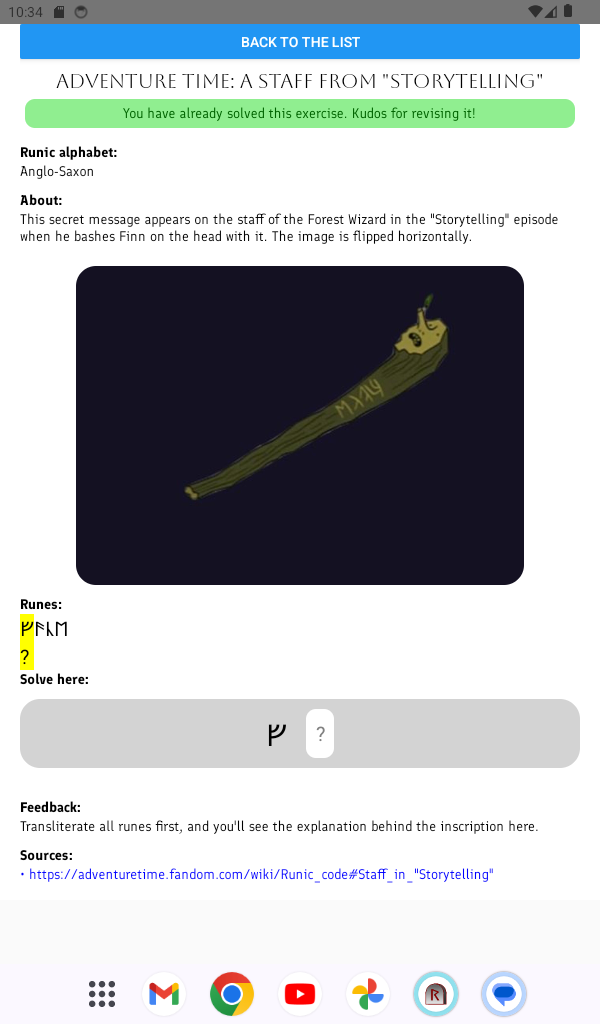 10:34
BACK TO THE LIST
ADVENTURE TIME: A STAFF FROM "STORYTELLING"
You have already solved this exercise. Kudos for revising it!
Runic alphabet:
Anglo-Saxon
About:
This secret message appears on the staff of the Forest Wizard in the "Storytelling" episode
when he bashes Finn on the head with it. The image is flipped horizontally.
Runes:
ᚠᚫᚳᛖ
?
Solve here:
ᚠ ?
Feedback:
Transliterate all runes first, and you'll see the explanation behind the inscription here.
Sources:
• https://adventuretime.fandom.com/wiki/Runic_code#Staff_in_"Storytelling"